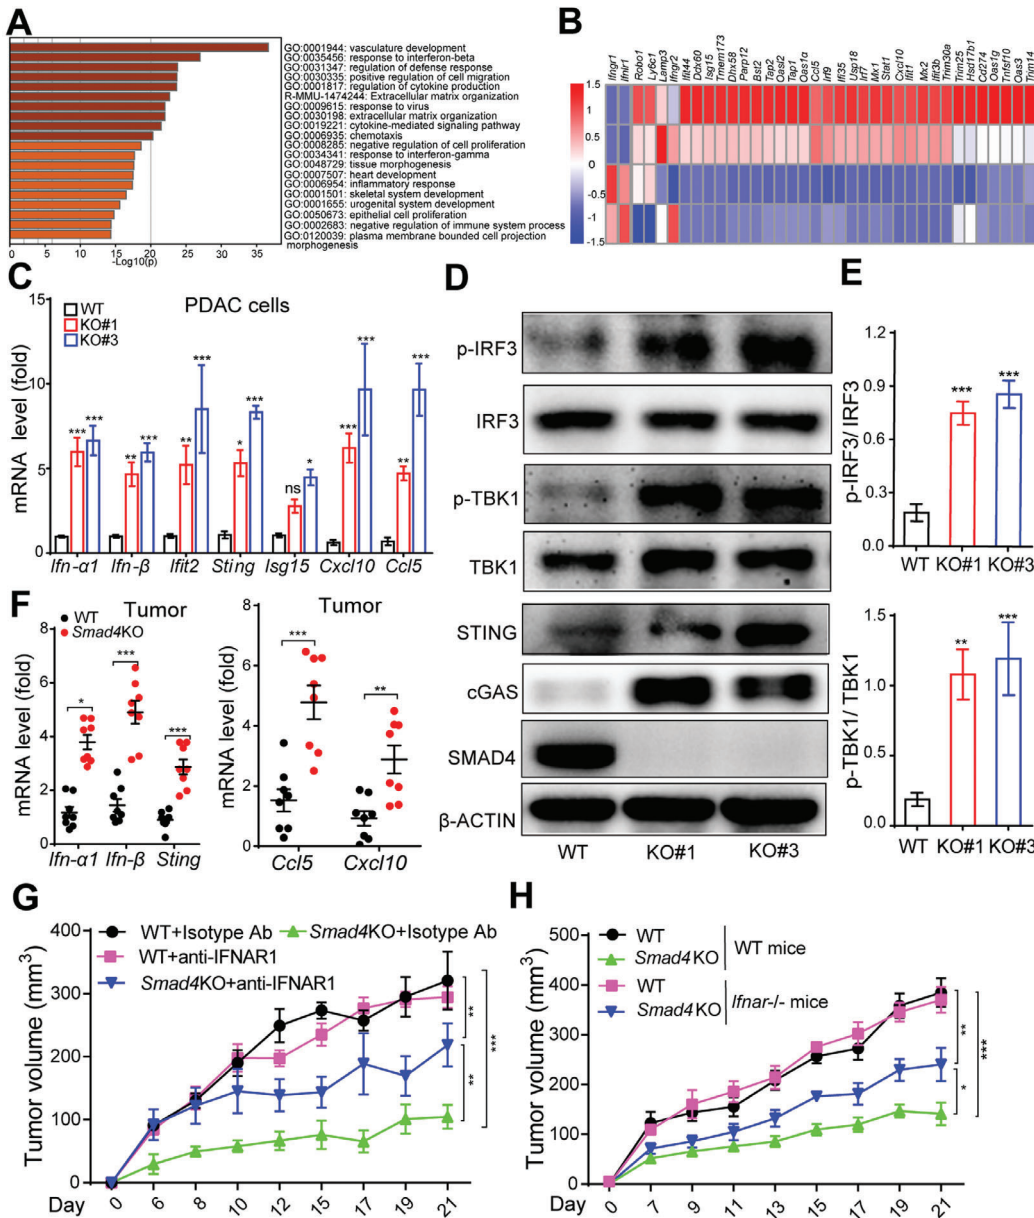 A
GO:0001944: vasculature development
GO:0035456: response to interferon-beta
GO:0031347: regulation of defense response
GO:0030335: positive regulation of cell migration
GO:0001817: regulation of cytokine production
R-MMU-1474244: Extracellular matrix organization
GO:0009615: response to virus
GO:0030198: extracellular matrix organization
GO:0019221: cytokine-mediated signaling pathway
GO:0006935: chemotaxis
GO:0008285: negative regulation of cell proliferation
GO:0034341: response to interferon-gamma
GO:0048729: tissue morphogenesis
GO:0007507: heart development
GO:0006954: inflammatory response
GO:0001501: skeletal system development
GO:0001655: urogenital system development
GO:0050673: epithelial cell proliferation
GO:0002683: negative regulation of immune system process
GO:0120039: plasma membrane bounded cell projection
morphogenesis
0 5 10 15 20 25 30 35
-Log10(p)
B
Ifngr1 Ifnlr1 Robo1 Ly6c1 Lamp3 Ifngr2 Ifi44 Ddx60 Isg15 Tmem173 Dhx58 Parp12 Bst2 Tap2 Oasl2 Tap1 Oas1a Ccl5 Irf9 Ifi35 Usp18 Irf7 Mx1 Stat1 Cxcl10 Ifit1 Mx2 Ifit3b Trim30a Trim25 Hsd17b1 Cd274 Oas1g Tnfsf10 Oas3 Tnm14
1.5
1
0.5
0
-0.5
-1
-1.5
C
PDAC cells
WT
KO#1
KO#3
mRNA level (fold)
15
10
5
0
*** *** ** *** ** *** * *** ns * *** *** ** ***
Ifn-α1 Ifn-β Ifit2 Sting Isg15 Cxcl10 Ccl5
D
p-IRF3
IRF3
p-TBK1
TBK1
STING
cGAS
SMAD4
β-ACTIN
WT KO#1 KO#3
E
p-IRF3/ IRF3
1.2
0.9
0.6
0.3
0.0
*** ***
WT KO#1 KO#3
p-TBK1/ TBK1
1.5
1.0
0.5
0.0
** ***
WT KO#1 KO#3
F
Tumor
WT
Smad4KO
mRNA level (fold)
8
6
4
2
0
* *** ***
Ifn-α1 Ifn-β Sting
Tumor
mRNA level (fold)
8
6
4
2
0
*** **
Ccl5 Cxcl10
G
WT+Isotype Ab Smad4KO+Isotype Ab
WT+anti-IFNAR1
Smad4KO+anti-IFNAR1
Tumor volume (mm3)
400
300
200
100
0
** ** ***
Day 0 6 8 10 12 15 17 19 21
H
WT
Smad4 KO
WT mice
WT
Smad4 KO
Ifnar-/- mice
Tumor volume (mm3)
500
400
300
200
100
0
** * ***
Day 0 7 9 11 13 15 17 19 21